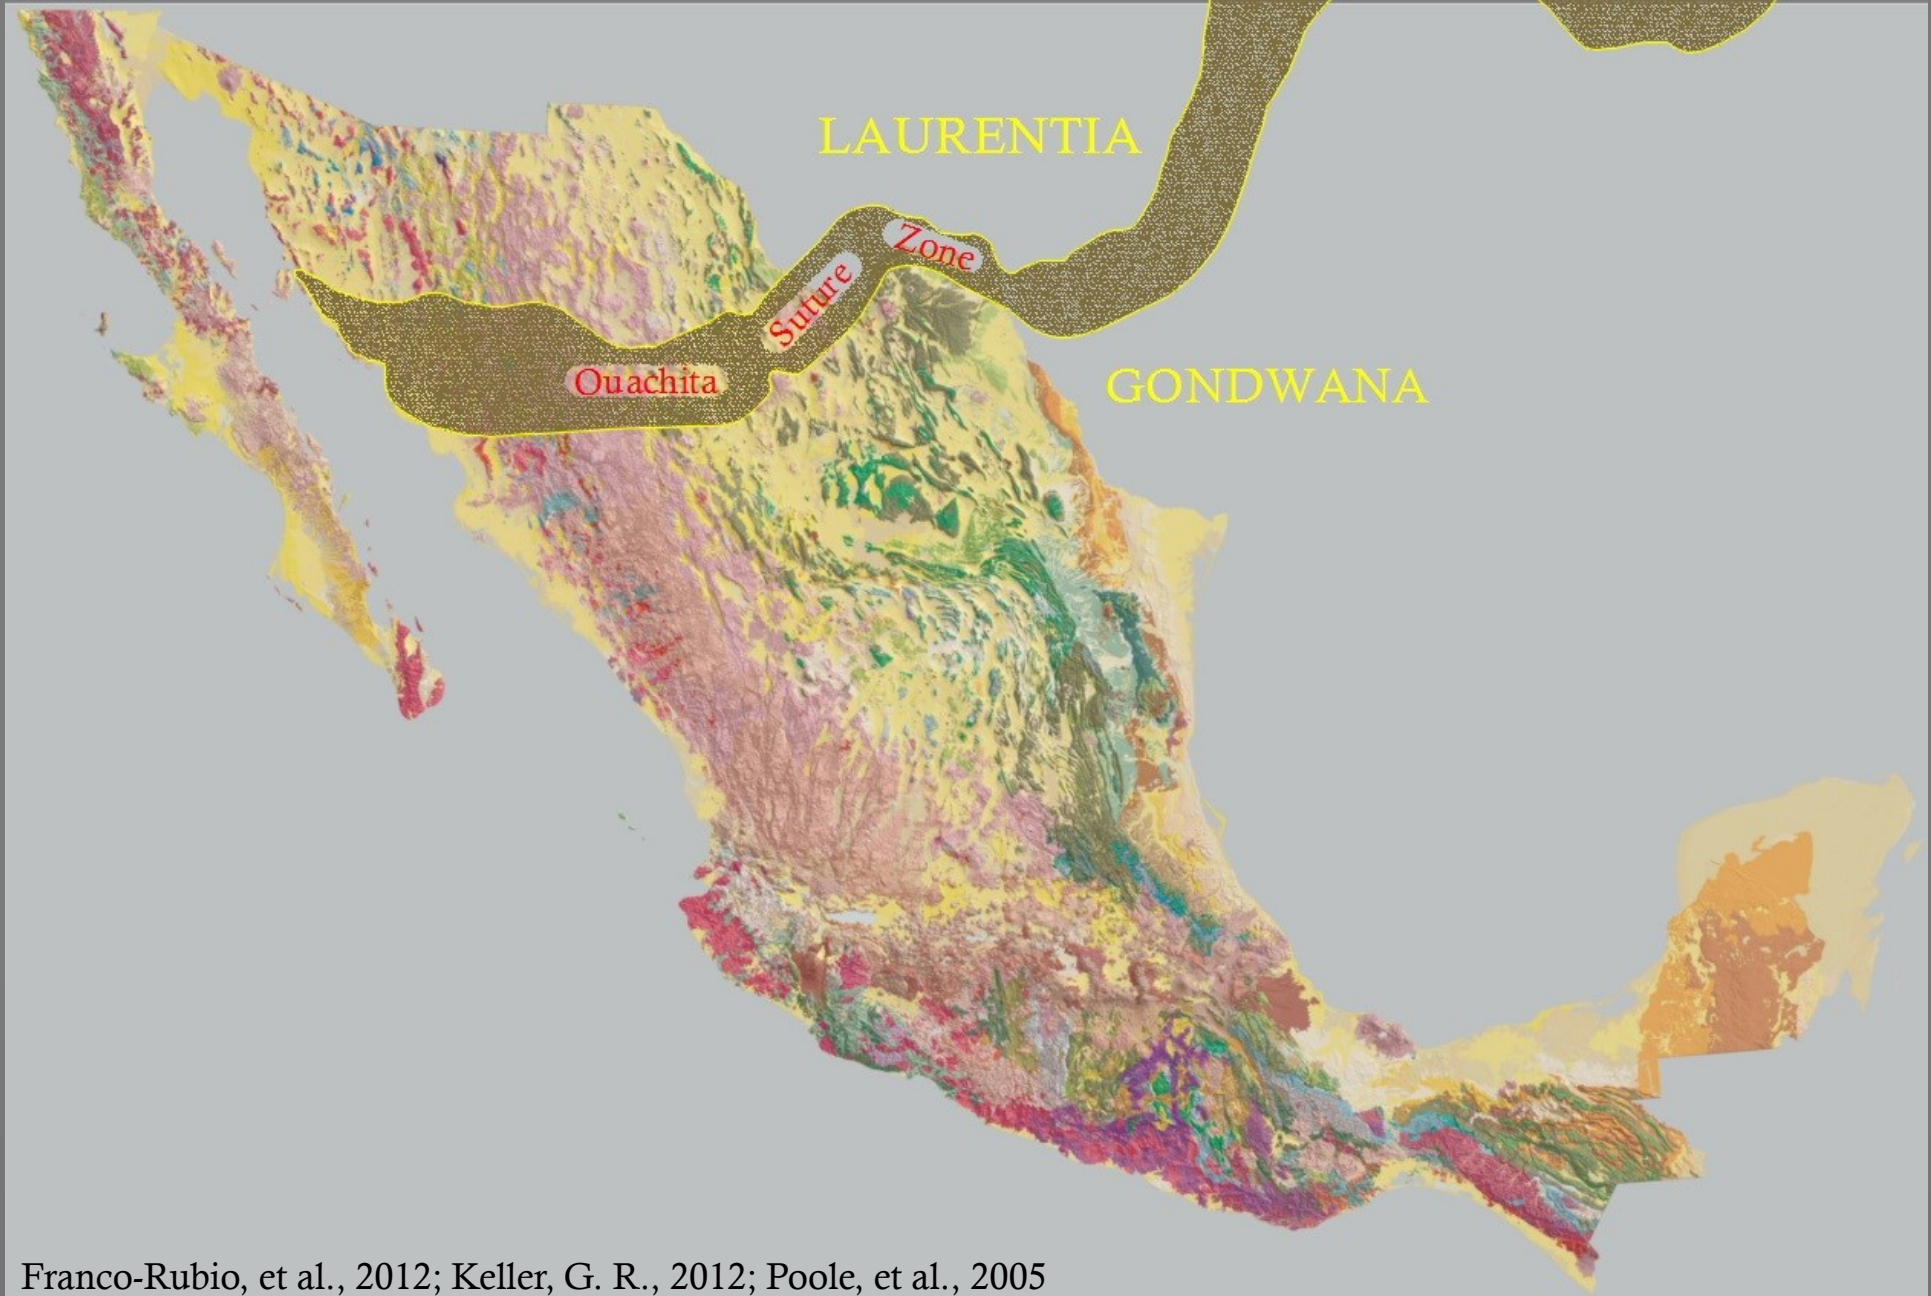 LAURENTIA
Zone
Suture
Ouachita
GONDWANA
Franco-Rubio, et al., 2012; Keller, G. R., 2012; Poole, et al., 2005